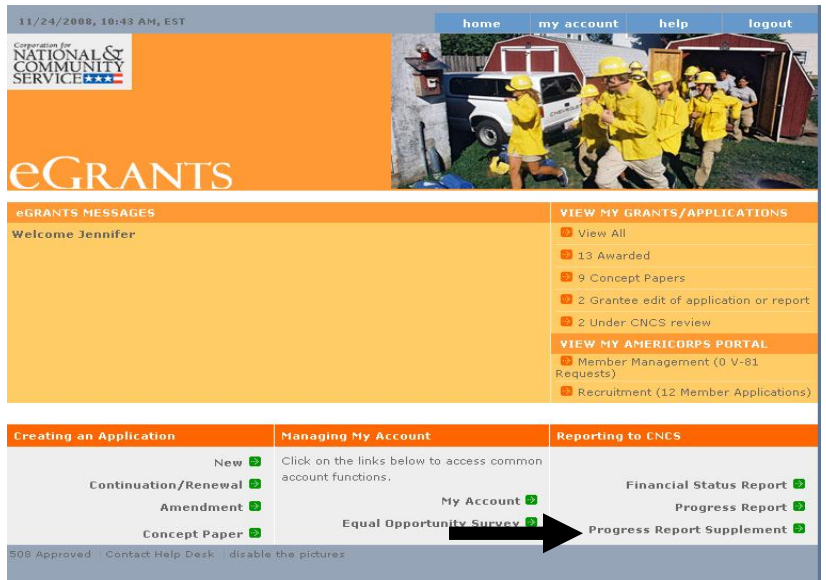 11/24/2008, 10:43 AM, EST
home my account help logout
Corporation for
NATIONAL &
COMMUNITY
SERVICE
CHEVROLET
eGRANTS
eGRANTS MESSAGES
Welcome Jennifer
VIEW MY GRANTS/APPLICATIONS
View All
13 Awarded
9 Concept Papers
2 Grantee edit of application or report
2 Under CNCS review
VIEW MY AMERICORPS PORTAL
Member Management (0 V-81
Requests)
Recruitment (12 Member Applications)
Creating an Application
New
Continuation/Renewal
Amendment
Concept Paper
Managing My Account
Click on the links below to access common
account functions.
My Account
Equal Opportunity Survey
Reporting to CNCS
Financial Status Report
Progress Report
Progress Report Supplement
508 Approved | Contact Help Desk | disable the pictures